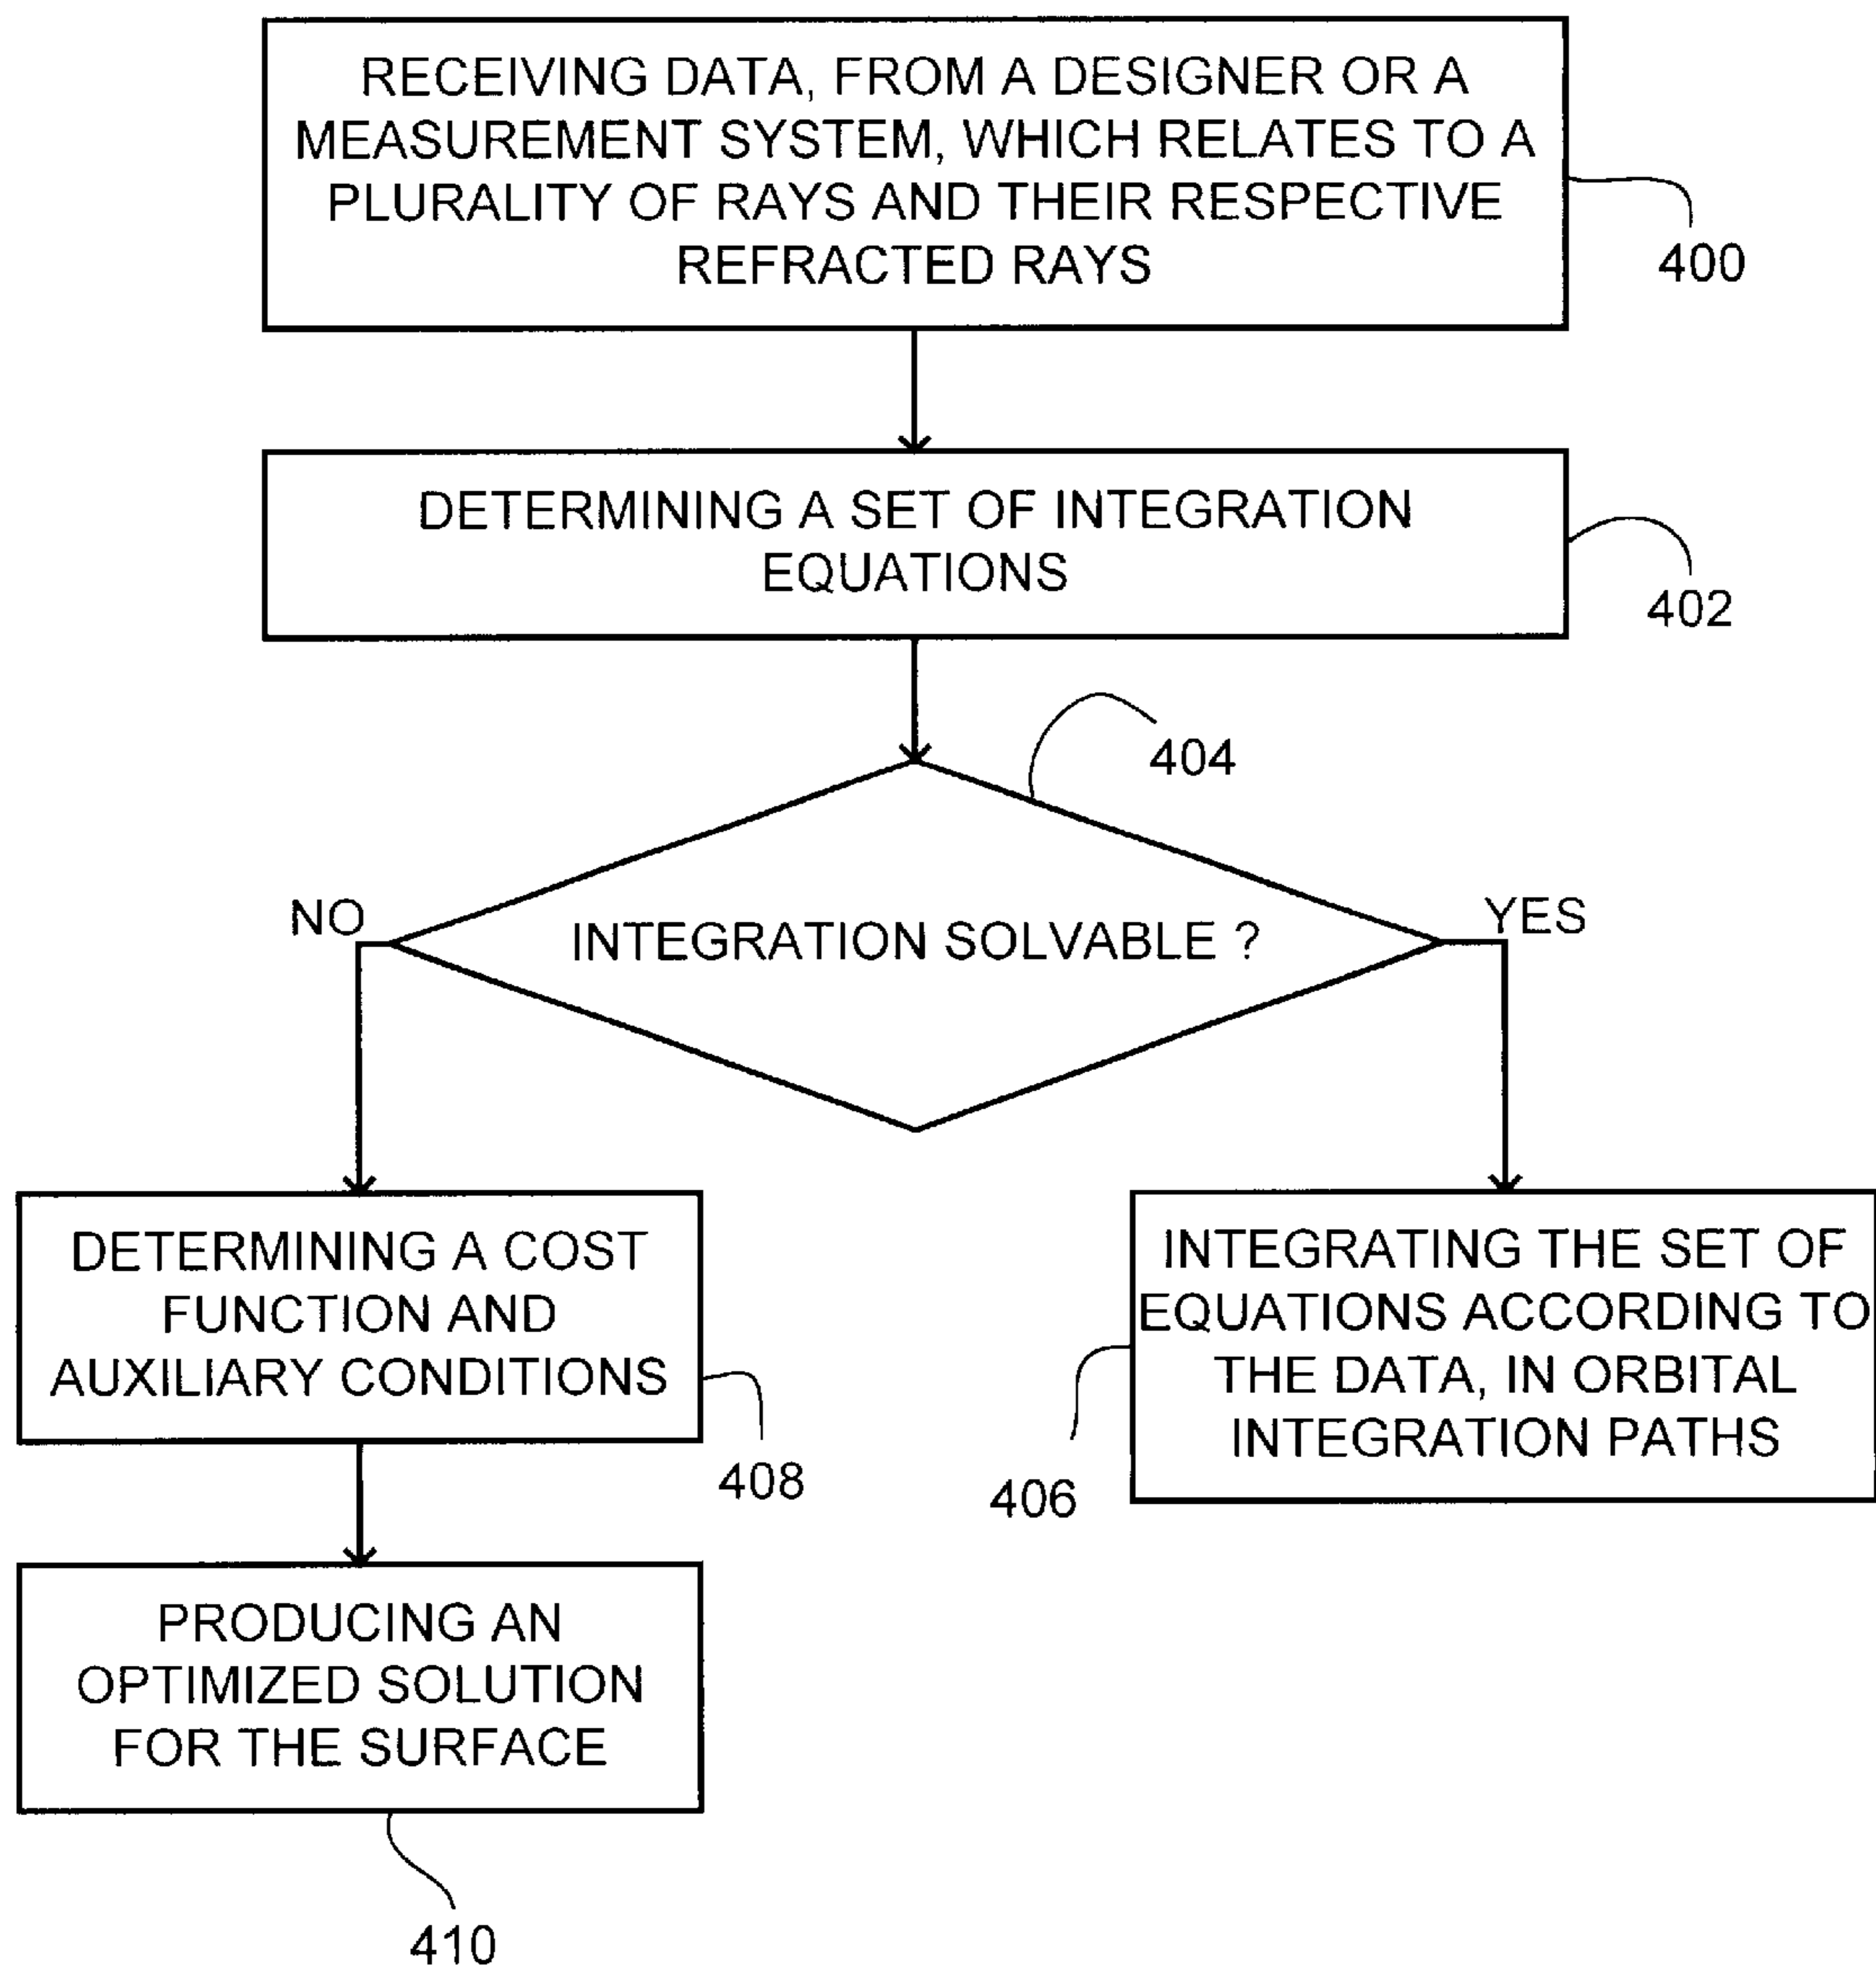 RECEIVING DATA, FROM A DESIGNER OR A
MEASUREMENT SYSTEM, WHICH RELATES TO A
PLURALITY OF RAYS AND THEIR RESPECTIVE
REFRACTED RAYS
400
DETERMINING A SET OF INTEGRATION
EQUATIONS
402
404
INTEGRATION SOLVABLE ?
NO
YES
DETERMINING A COST
FUNCTION AND
AUXILIARY CONDITIONS
408
INTEGRATING THE SET OF
EQUATIONS ACCORDING TO
THE DATA, IN ORBITAL
INTEGRATION PATHS
406
PRODUCING AN
OPTIMIZED SOLUTION
FOR THE SURFACE
410